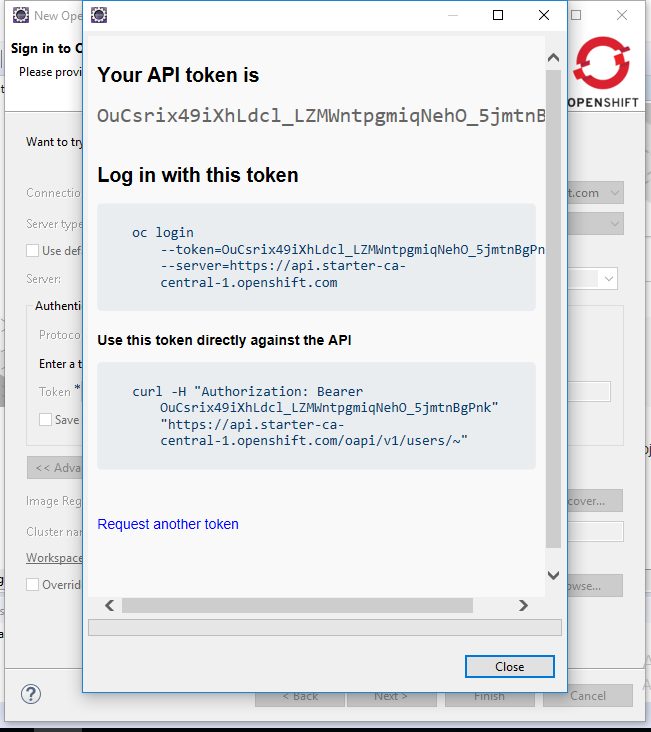 New Ope
Sign in to O
Please provi
OPENSHIFT
Want to try
Connectio
t.com
Server type
Use def
Server:
Authenti
Protoco
Enter a t
Token *
Save
<< Adva
Image Reg
cover...
Cluster nar
Workspace
Overrid
wse...
Your API token is
OuCsrix49iXhLdcl_LZMWntpgmiqNehO_5jmtnB
Log in with this token
oc login
--token=OuCsrix49iXhLdcl_LZMWntpgmiqNehO_5jmtnBgPn
--server=https://api.starter-ca-
central-1.openshift.com
Use this token directly against the API
curl -H "Authorization: Bearer
OuCsrix49iXhLdcl_LZMWntpgmiqNehO_5jmtnBgPnk"
"https://api.starter-ca-
central-1.openshift.com/oapi/v1/users/~"
Request another token
Close
?
< Back
Next >
Finish
Cancel